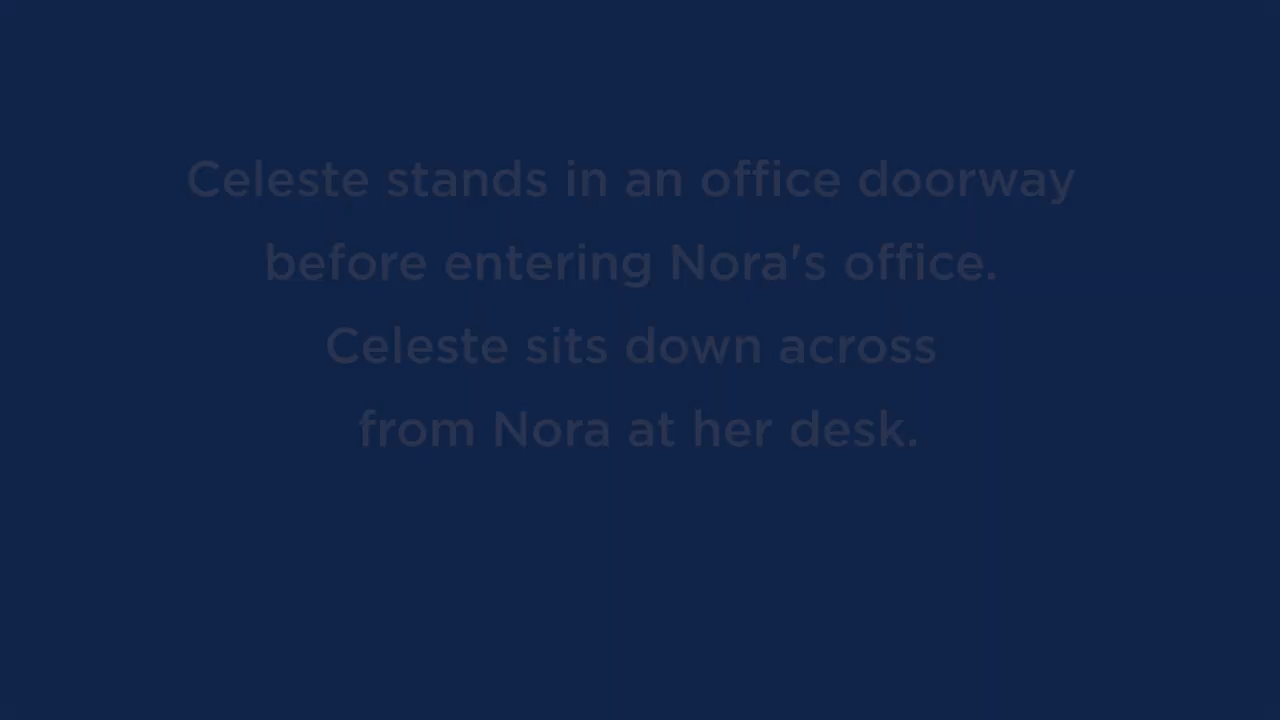 Celeste stands in an office doorway
before entering Nora's office.
Celeste sits down across
from Nora at her desk.